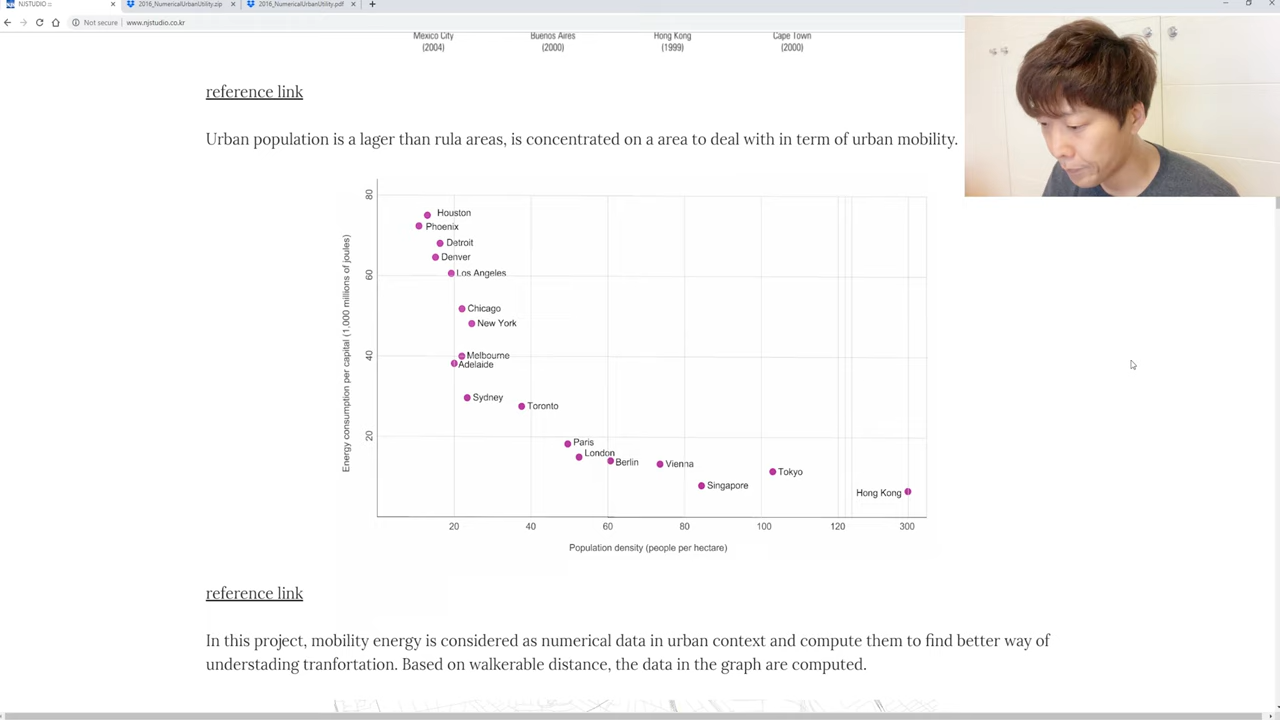 NJSTUDIO ::
2016_NumericalUrbanUtility.zip
2016_NumericalUrbanUtility.pdf
Not secure | www.njstudio.co.kr
Mexico City
(2004)
Buenos Aires
(2000)
Hong Kong
(1999)
Cape Town
(2000)
reference link
Urban population is a lager than rula areas, is concentrated on a area to deal with in term of urban mobility.
Energy consumption per capital (1,000 millions of joules)
80
60
40
20
Houston
Phoenix
Detroit
Denver
Los Angeles
Chicago
New York
Melbourne
Adelaide
Sydney
Toronto
Paris
London
Berlin
Vienna
Singapore
Tokyo
Hong Kong
20 40 60 80 100 120 300
Population density (people per hectare)
reference link
In this project, mobility energy is considered as numerical data in urban context and compute them to find better way of
understading tranfortation. Based on walkerable distance, the data in the graph are computed.